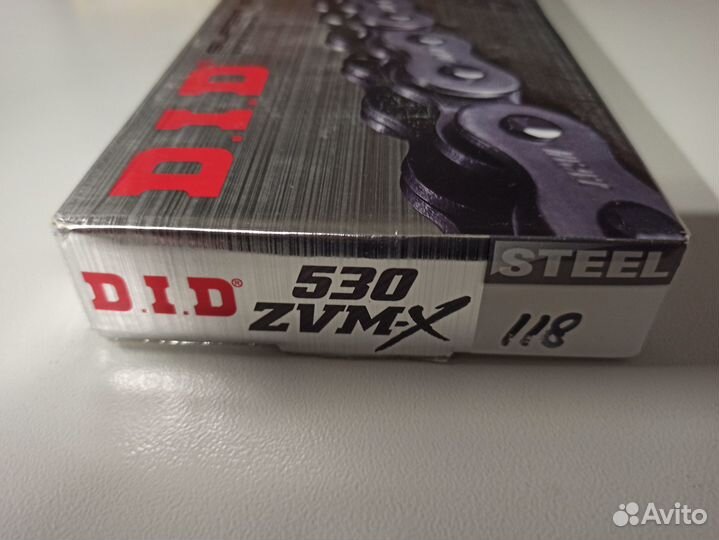 D.I.D
D.I.D® 530 ZVM-X
STEEL
118
Avito